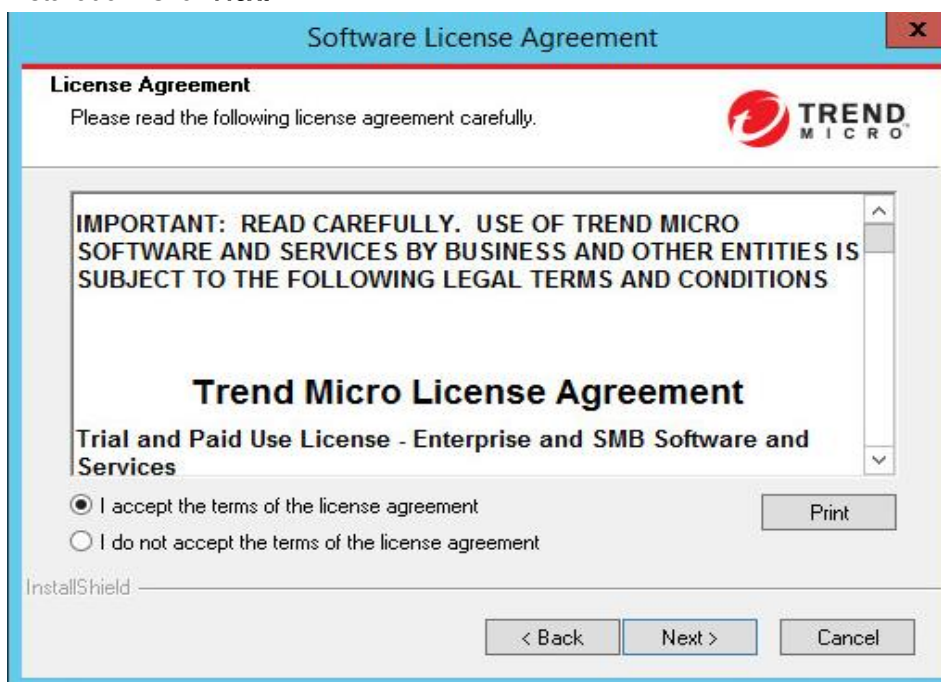 Software License Agreement
x
License Agreement
Please read the following license agreement carefully.
TREND
MICRO
IMPORTANT: READ CAREFULLY. USE OF TREND MICRO
SOFTWARE AND SERVICES BY BUSINESS AND OTHER ENTITIES IS
SUBJECT TO THE FOLLOWING LEGAL TERMS AND CONDITIONS
Trend Micro License Agreement
Trial and Paid Use License - Enterprise and SMB Software and
Services
I accept the terms of the license agreement
Print
I do not accept the terms of the license agreement
InstallShield
< Back
Next >
Cancel